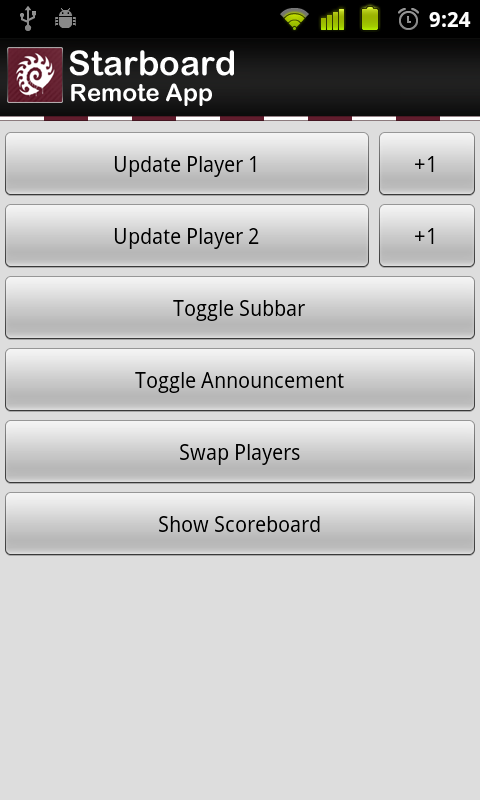 9:24
Starboard
Remote App
Update Player 1 +1
Update Player 2 +1
Toggle Subbar
Toggle Announcement
Swap Players
Show Scoreboard